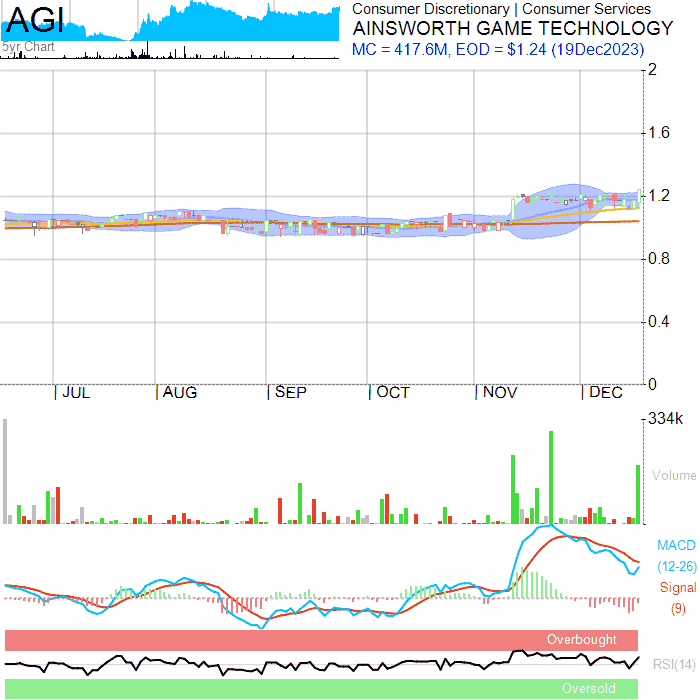 AGI
5yr Chart
Consumer Discretionary | Consumer Services
AINSWORTH GAME TECHNOLOGY
MC = 417.6M, EOD = $1.24 (19Dec2023)
2
1.6
1.2
0.8
0.4
0
| JUL | AUG | SEP | OCT | NOV | DEC
334k
Volume
MACD
(12-26)
Signal
(9)
Overbought
RSI(14)
Oversold